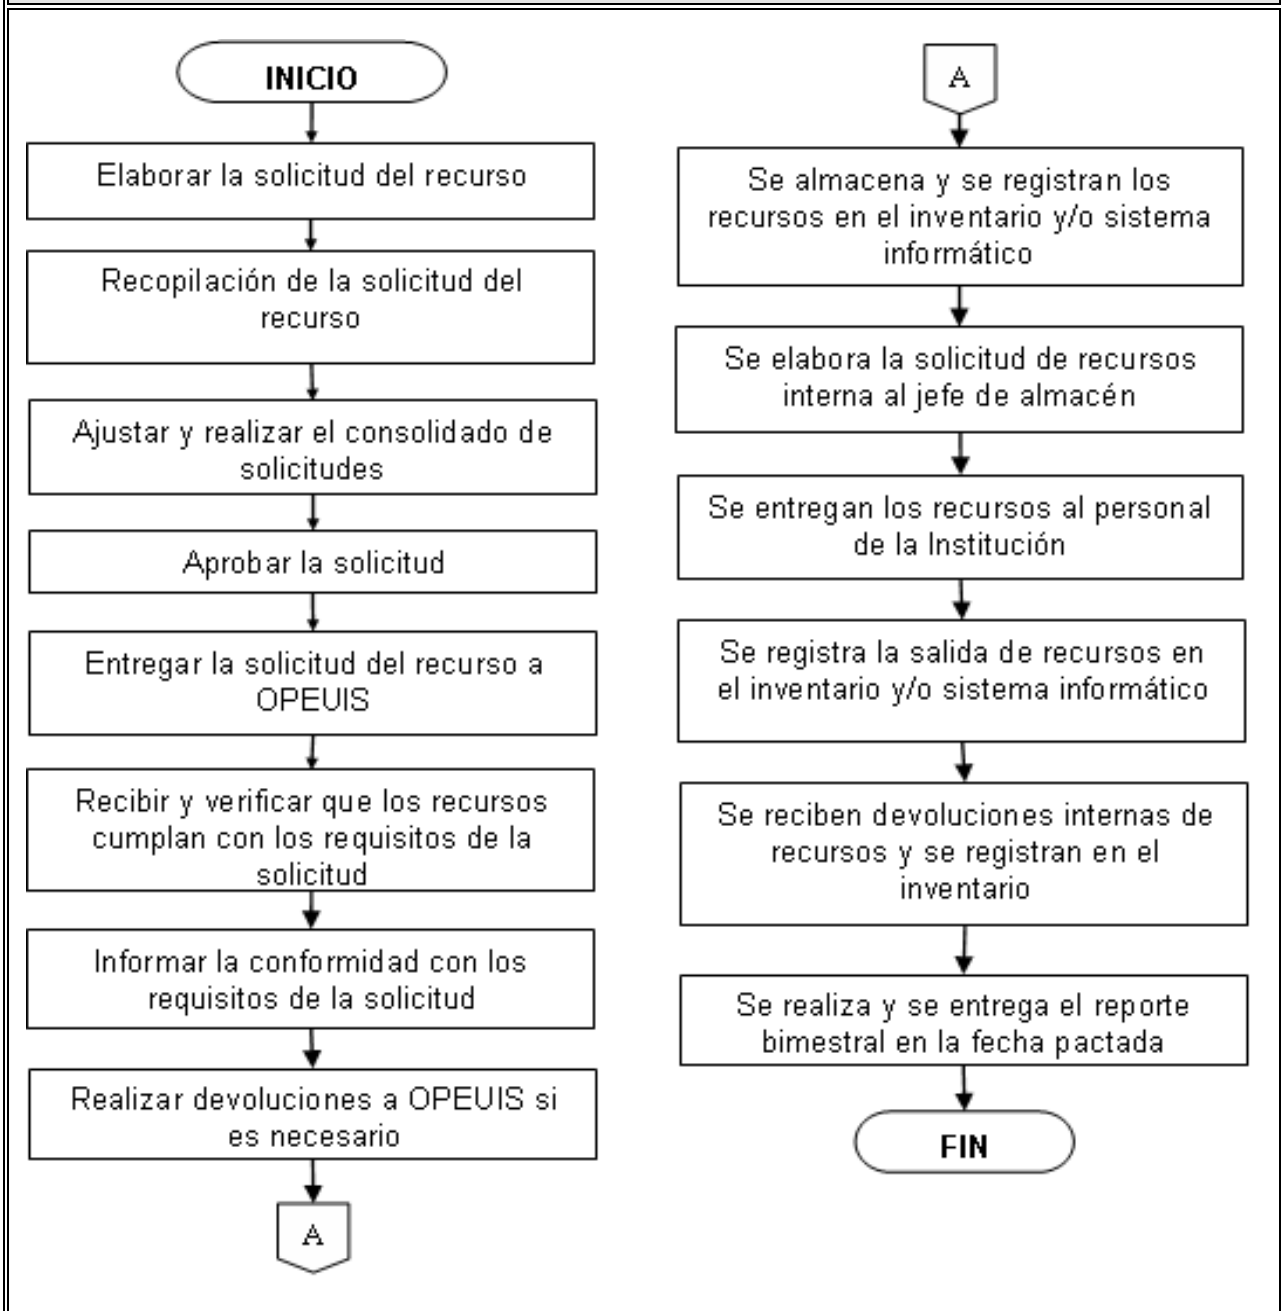 INICIO
Elaborar la solicitud del recurso
Recopilación de la solicitud del
recurso
Ajustar y realizar el consolidado de
solicitudes
Aprobar la solicitud
Entregar la solicitud del recurso a
OPEUIS
Recibir y verificar que los recursos
cumplan con los requisitos de la
solicitud
Informar la conformidad con los
requisitos de la solicitud
Realizar devoluciones a OPEUIS si
es necesario
A
A
Se almacena y se registran los
recursos en el inventario y/o sistema
informático
Se elabora la solicitud de recursos
interna al jefe de almacén
Se entregan los recursos al personal
de la Institución
Se registra la salida de recursos en
el inventario y/o sistema informático
Se reciben devoluciones internas de
recursos y se registran en el
inventario
Se realiza y se entrega el reporte
bimestral en la fecha pactada
FIN